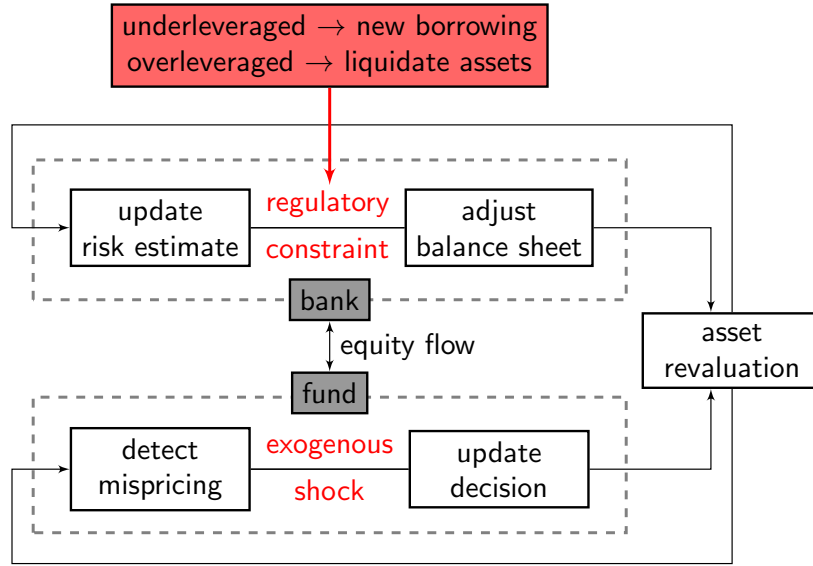 underleveraged → new borrowing
overleveraged → liquidate assets
update
risk estimate
regulatory
constraint
adjust
balance sheet
bank
equity flow
fund
asset
revaluation
detect
mispricing
exogenous
shock
update
decision